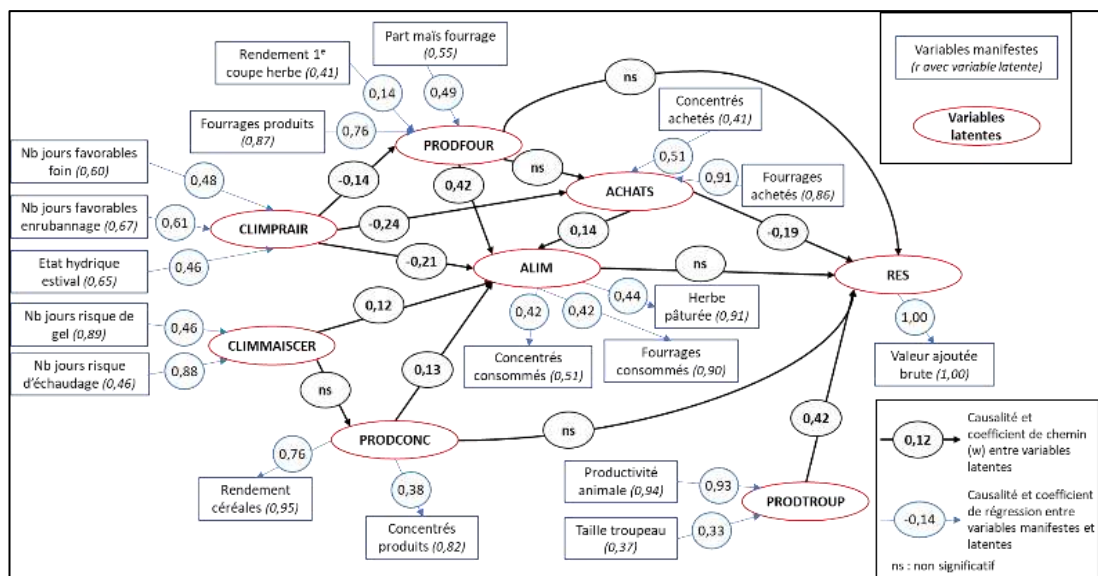 Part maïs fourrage
(0,55)
Rendement 1e
coupe herbe (0,41)
ns
Variables manifestes
(r avec variable latente)
0,14
0,49
Concentrés
achetés (0,41)
Variables
latentes
Fourrages produits
(0,87)
0,76
PRODFOUR
Nb jours favorables
foin (0,60)
0,48
-0,14
0,42
ns
0,51
0,91
Fourrages
achetés (0,86)
ACHATS
Nb jours favorables
enrubannage (0,67)
0,61
CLIMPRAIR
-0,24
0,14
-0,19
Etat hydrique
estival (0,65)
0,46
-0,21
ALIM
ns
RES
Nb jours risque de
gel (0,89)
0,46
0,12
0,42
0,42
0,44
Herbe
pâturée (0,91)
1,00
CLIMMAISCER
Nb jours risque
d’échaudage (0,46)
0,88
Concentrés
consommés (0,51)
Fourrages
consommés (0,90)
Valeur ajoutée
brute (1,00)
0,13
ns
0,42
0,12
Causalité et
coefficient de chemin
(w) entre variables
latentes
PRODCONC
ns
0,76
Rendement
céréales (0,95)
0,38
Concentrés
produits (0,82)
Productivité
animale (0,94)
0,93
PRODTROUP
Taille troupeau
(0,37)
0,33
-0,14
Causalité et coefficient
de régression entre
variables manifestes et
latentes
ns : non significatif